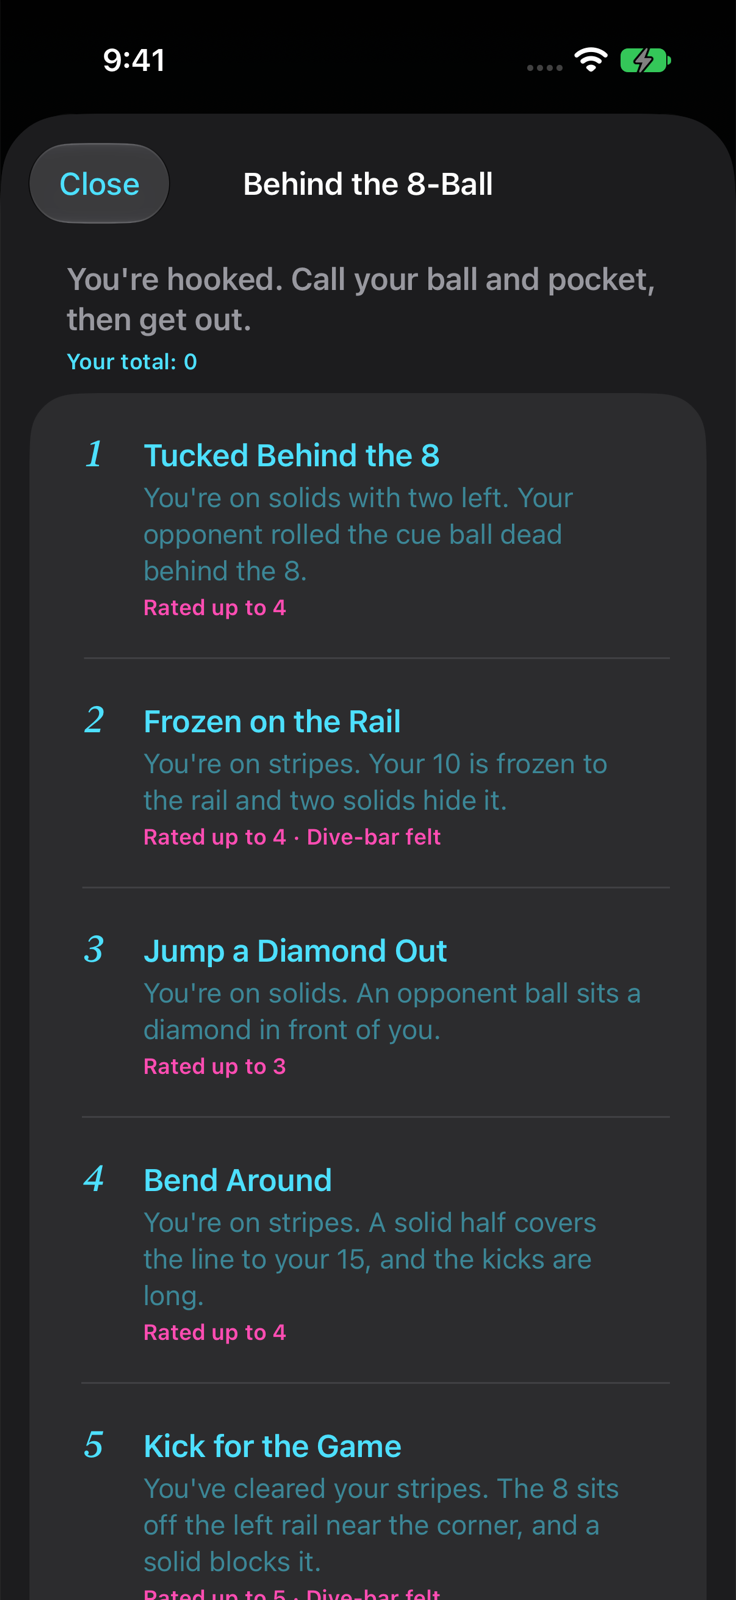 9:41
Close
Behind the 8-Ball
You're hooked. Call your ball and pocket,
then get out.
Your total: 0
1
Tucked Behind the 8
You're on solids with two left. Your
opponent rolled the cue ball dead
behind the 8.
Rated up to 4
2
Frozen on the Rail
You're on stripes. Your 10 is frozen to
the rail and two solids hide it.
Rated up to 4 · Dive-bar felt
3
Jump a Diamond Out
You're on solids. An opponent ball sits a
diamond in front of you.
Rated up to 3
4
Bend Around
You're on stripes. A solid half covers
the line to your 15, and the kicks are
long.
Rated up to 4
5
Kick for the Game
You've cleared your stripes. The 8 sits
off the left rail near the corner, and a
solid blocks it.
Rated up to 5 · Dive-bar felt